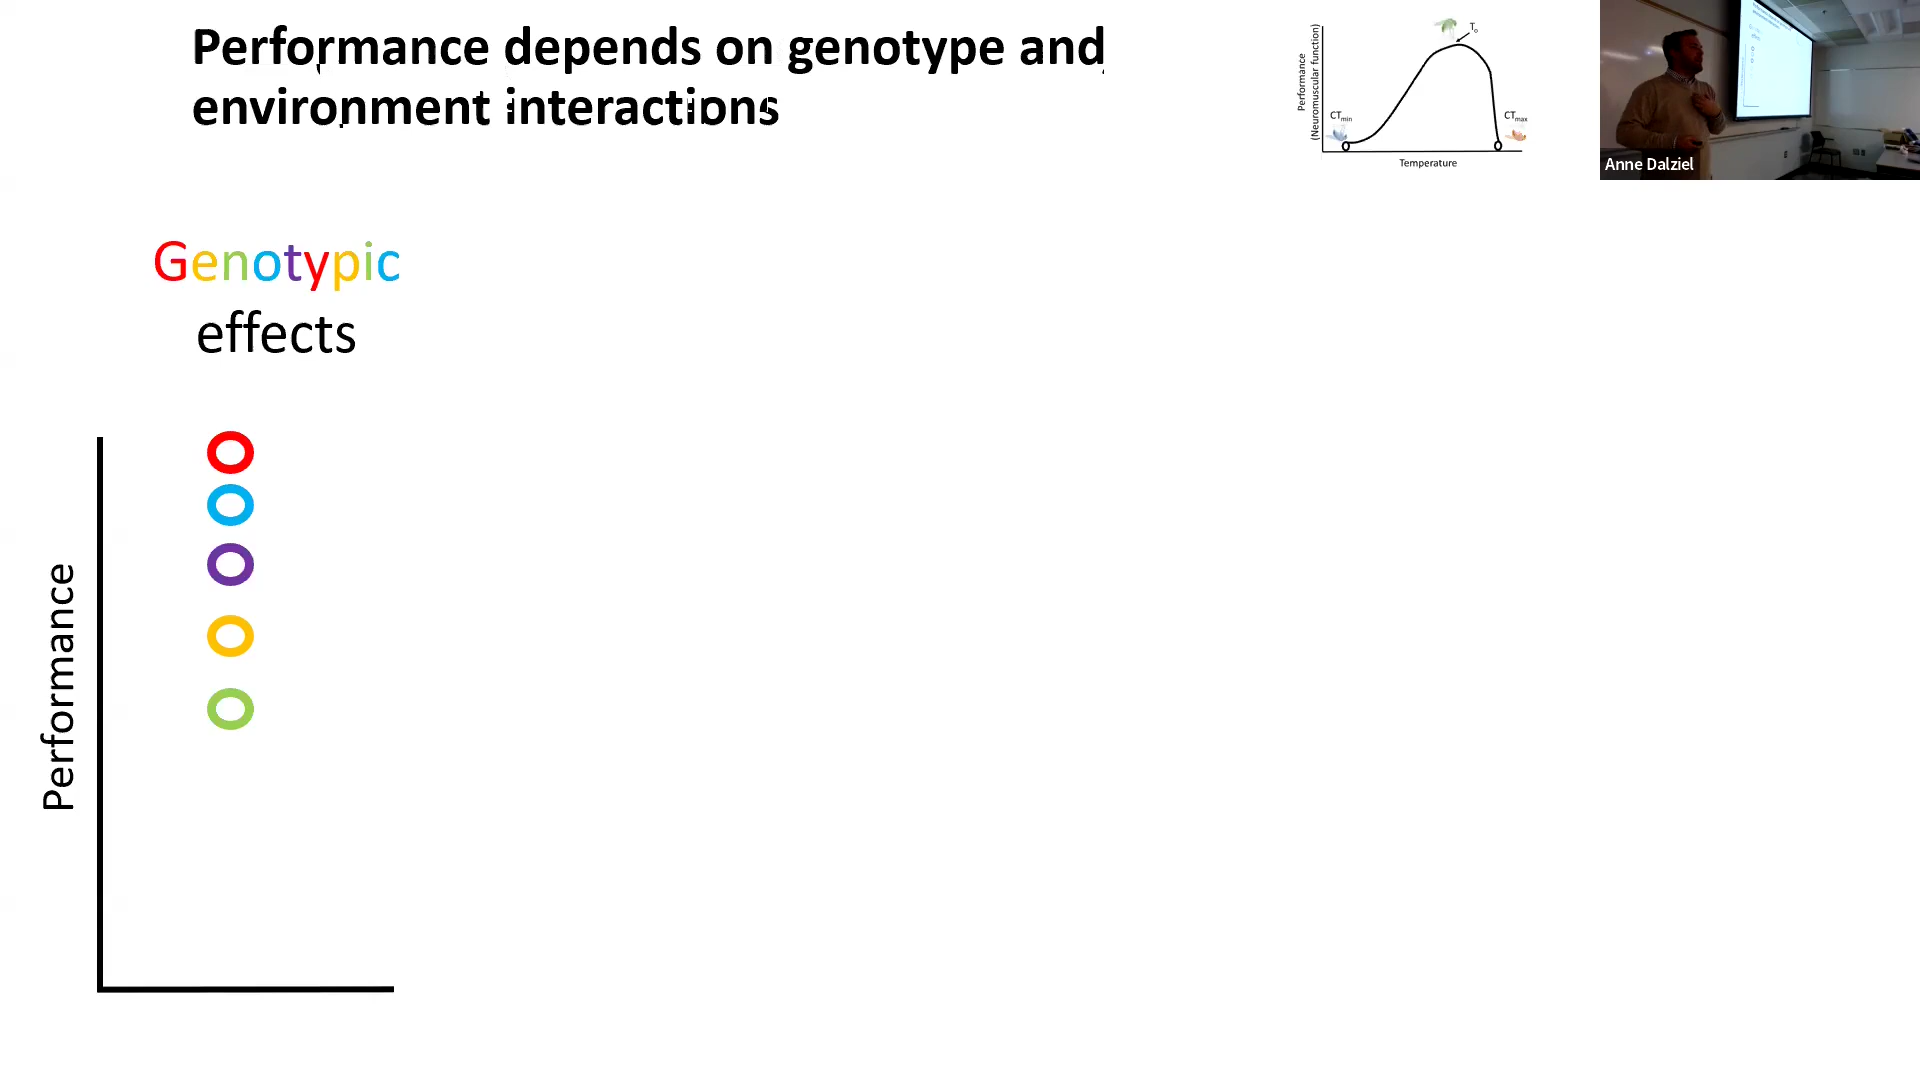 Performance depends on genotype and
environment interactions
Genotypic
effects
Performance
Performance
(Neuromuscular function)
CTmin
To
CTmax
Temperature
Anne Dalziel